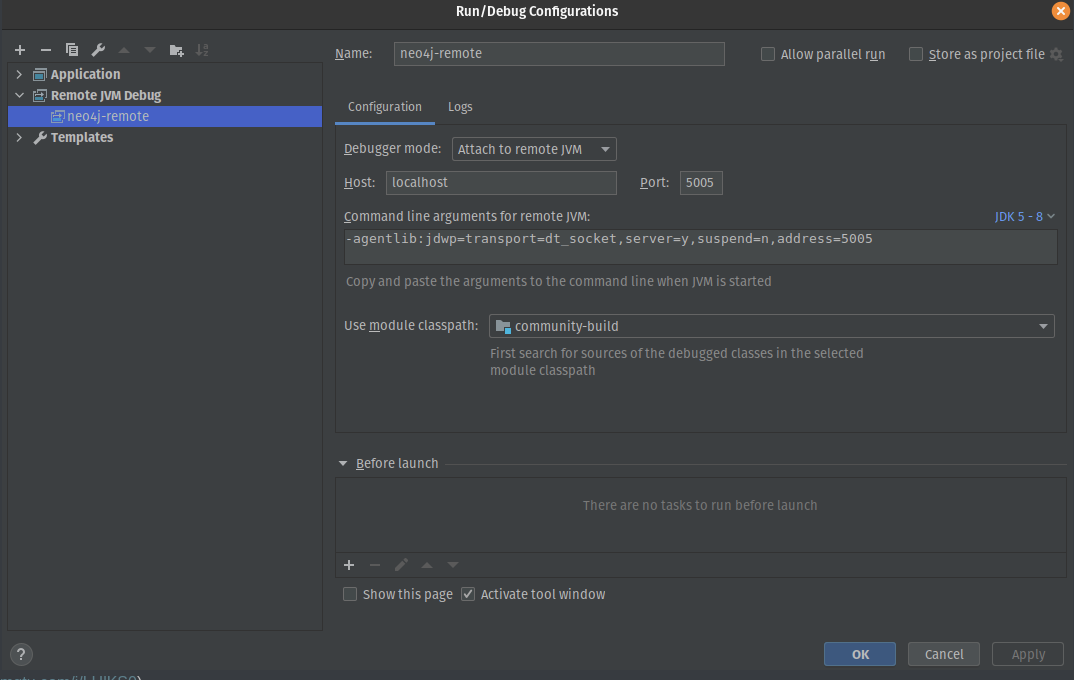 Run/Debug Configurations
Application
Remote JVM Debug
neo4j-remote
Templates
Name: neo4j-remote Allow parallel run Store as project file
Configuration Logs
Debugger mode: Attach to remote JVM
Host: localhost Port: 5005
Command line arguments for remote JVM: JDK 5 - 8
-agentlib:jdwp=transport=dt_socket,server=y,suspend=n,address=5005
Copy and paste the arguments to the command line when JVM is started
Use module classpath: community-build
First search for sources of the debugged classes in the selected
module classpath
Before launch
There are no tasks to run before launch
Show this page Activate tool window
? OK Cancel Apply